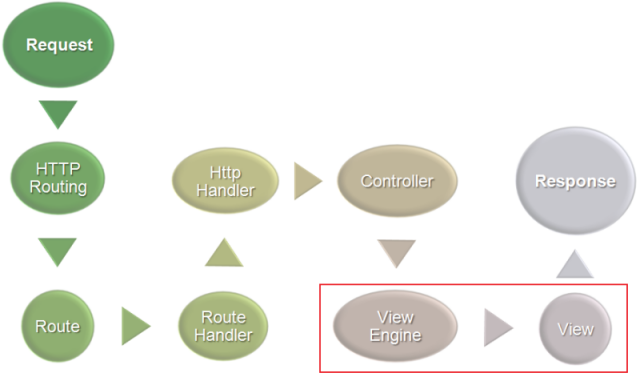 Request
HTTP
Routing
Route
Route
Handler
Http
Handler
Controller
View
Engine
View
Response